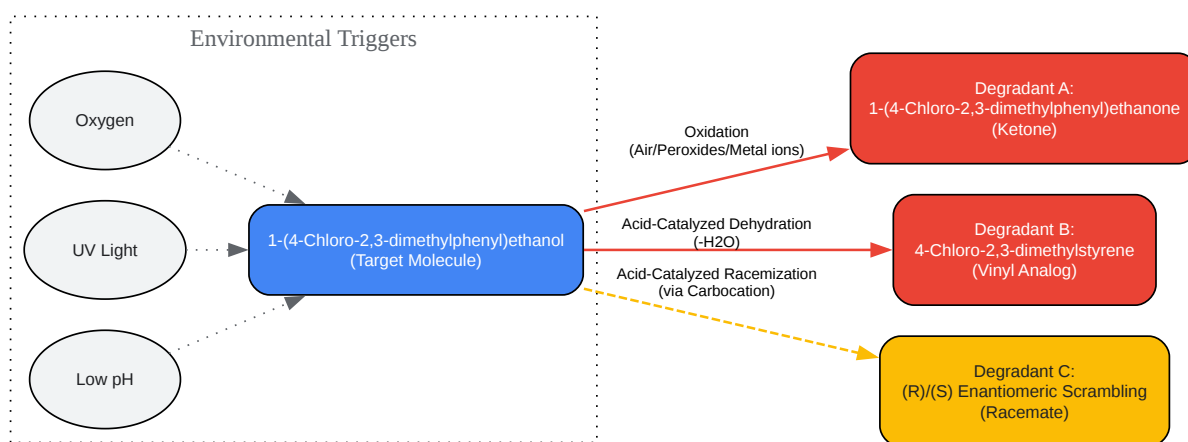 Environmental Triggers
Oxygen
UV Light
Low pH
1-(4-Chloro-2,3-dimethylphenyl)ethanol
(Target Molecule)
Oxidation
(Air/Peroxides/Metal ions)
Acid-Catalyzed Dehydration
(-H2O)
Acid-Catalyzed Racemization
(via Carbocation)
Degradant A:
1-(4-Chloro-2,3-dimethylphenyl)ethanone
(Ketone)
Degradant B:
4-Chloro-2,3-dimethylstyrene
(Vinyl Analog)
Degradant C:
(R)/(S) Enantiomeric Scrambling
(Racemate)